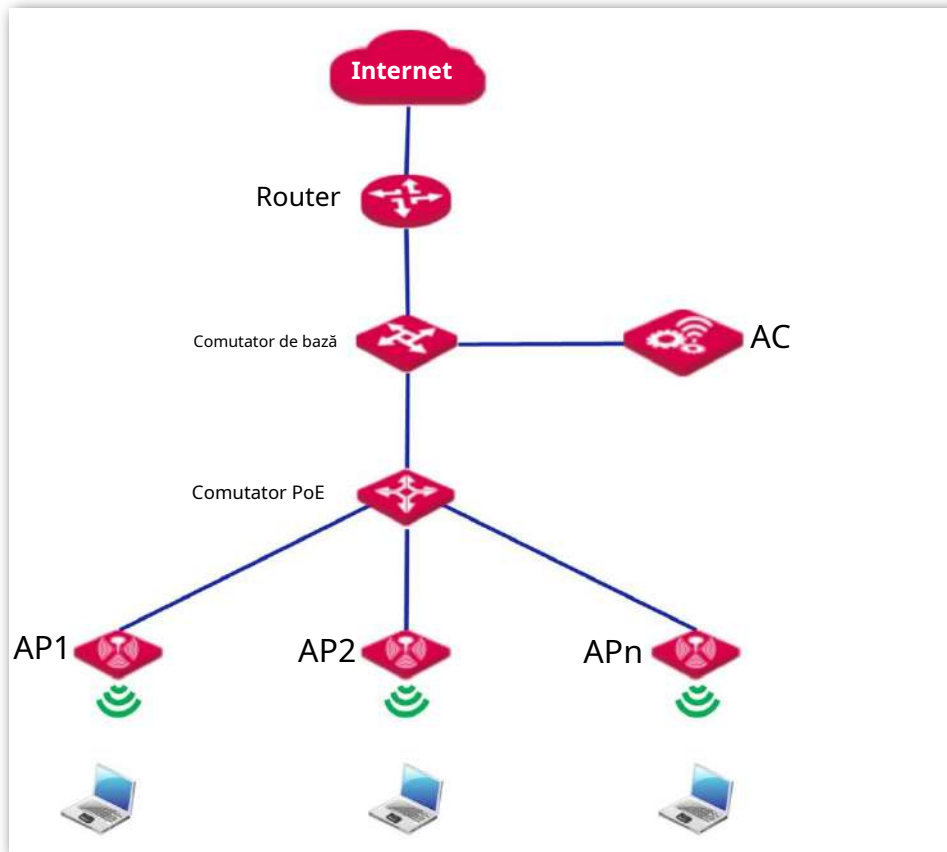 Internet
Router
Comutator de bază
AC
Comutator PoE
AP1
AP2
APn